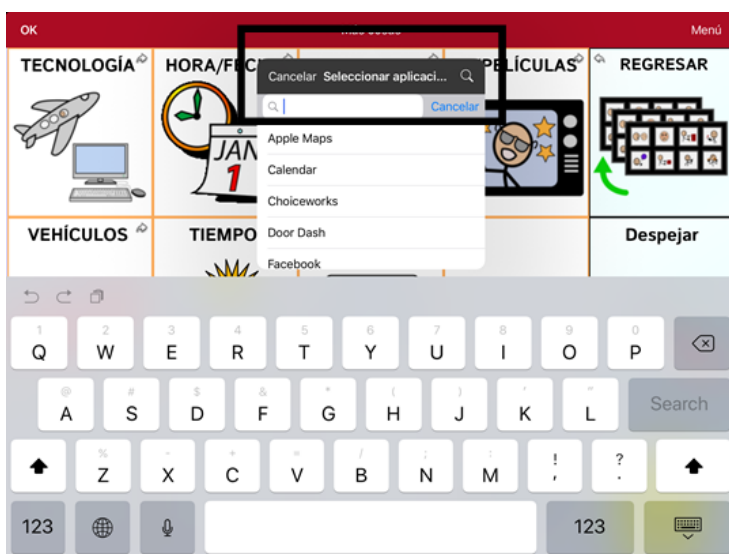 OK
Menú
TECNOLOGÍA
HORA/FE
PELÍCULAS
REGRESAR
Cancelar Seleccionar aplicaci...
Cancelar
Apple Maps
Calendar
Choiceworks
Door Dash
Facebook
JAN
1
VEHÍCULOS
TIEMPO
Despejar
1 2 3 4 5 6 7 8 9 0
Q W E R T Y U I O P
@ # $ & * ( ) ' "
A S D F G H J K L Search
% - + = / ; : ! ?
Z X C V B N M , .
123 123